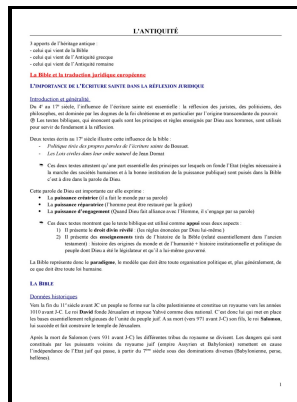 L'ANTIQUITÉ
3 apports de l'héritage antique :
- celui qui vient de la Bible
- celui qui vient de l'Antiquité grecque
- celui qui vient de l'Antiquité romaine
La Bible et la traduction juridique européenne
L'IMPORTANCE DE L'ECRITURE SAINTE DANS LA RÉFLEXION JURIDIQUE
Introduction et généralité
Du 4e au 17e siècle, l'influence de l'écriture sainte est essentielle : la réflexion des juristes, des politistes, des
philosophes, est dominée par les dogmes de la foi chrétienne et en particulier par l'origine transcendante du pouvoir.
Les textes bibliques, qui énoncent quels sont les principes et règles enseignées par Dieu aux hommes, sont utilisés
pour servir de fondement à la réflexion.
Deux textes écrits au 17e siècle illustre cette influence de la bible :
- Politique tirée des propres paroles de l'écriture sainte de Bossuet.
- Les Lois civiles dans leur ordre naturel de Jean Domat
Ces deux textes attestent qu'une part essentielle des principes sur lesquels on fonde l'Etat (règles nécessaire à
la marche des sociétés humaines et à la bonne institution de la puissance publique) sont puisés dans la Bible
c'est à dire dans la parole de Dieu.
Cette parole de Dieu est importante car elle exprime :
• La puissance créatrice (il a fait le monde par sa parole)
• La puissance réparatrice (l'homme peut être restauré par la grâce)
• La puissance d'engagement (Quand Dieu fait alliance avec l'Homme, il s'engage par sa parole)
Ces deux textes montrent que le texte biblique est utilisé comme appui sous deux aspects :
1) Il présente le droit divin révélé : (les règles énoncées par Dieu lui-même)
2) Il présente des enseignements tirés de l'histoire de la Bible (relaté essentiellement dans l'ancien
testament) : histoire des origines du monde et de l'humanité + histoire institutionnelle et politique du
peuple dont Dieu a été le législateur et qu'il a lui-même gouverné.
La Bible représente donc le paradigme, le modèle que doit toute organisation politique et, plus généralement, de
ce que doit être toute loi humaine.
LA BIBLE
Données historiques
Vers la fin du 11e siècle avant JC un peuple se forme sur la côte palestinienne et constitue un royaume vers les années
1010 avant J-C. Le roi David fonde Jérusalem et impose Yahvé comme dieu national. C'est donc lui qui met en place
les bases essentiellement religieuses de l'unité du peuple juif. A sa mort (vers 971 avant J-C) son fils, le roi Salomon,
lui succède et fait construire le temple de Jérusalem.
Après la mort de Salomon (vers 931 avant J-C) les différentes tribus du royaume se divisent. Les dangers qui sont
constitués par les puissants voisins du royaume juif (empire Assyrien et Babylonien) remettent en cause
l'indépendance de l'Etat juif qui passe, à partir du 7ème siècle sous des dominations diverses (Babylonienne, perse,
hellènes).
1